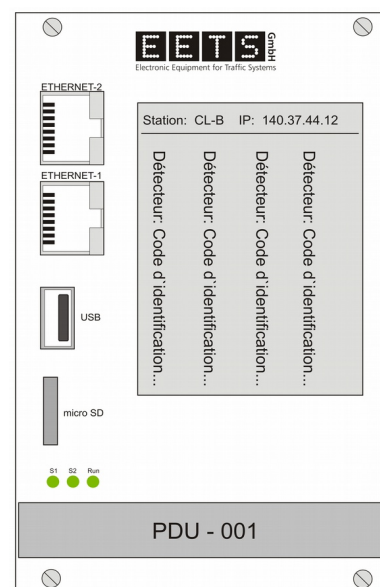 EETS GmbH
Electronic Equipment for Traffic Systems
ETHERNET-2
Station: CL-B IP: 140.37.44.12
Détecteur: Code d`identification...
Détecteur: Code d`identification...
Détecteur: Code d`identification...
Détecteur: Code d`identification...
ETHERNET-1
USB
micro SD
S1 S2 Run
PDU - 001